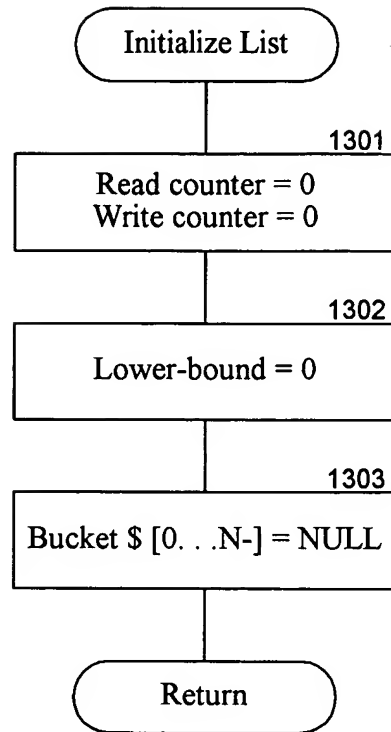 Initialize List
1301
Read counter = 0
Write counter = 0
1302
Lower-bound = 0
1303
Bucket $ [0. . .N-] = NULL
Return